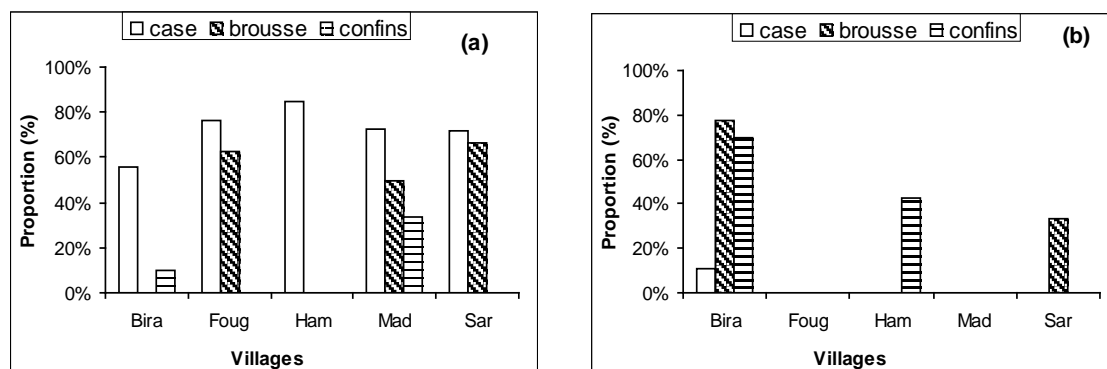 case brousse confins
(a)
100%
80%
60%
40%
20%
0%
Proportion (%)
Bira Foug Ham Mad Sar
Villages
case brousse confins
(b)
100%
80%
60%
40%
20%
0%
Proportion (%)
Bira Foug Ham Mad Sar
Villages